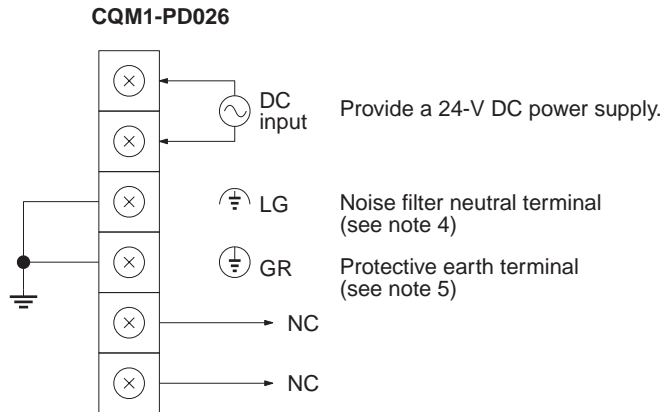 CQM1-PD026
DC
input
Provide a 24-V DC power supply.
LG
Noise filter neutral terminal
(see note 4)
GR
Protective earth terminal
(see note 5)
NC
NC